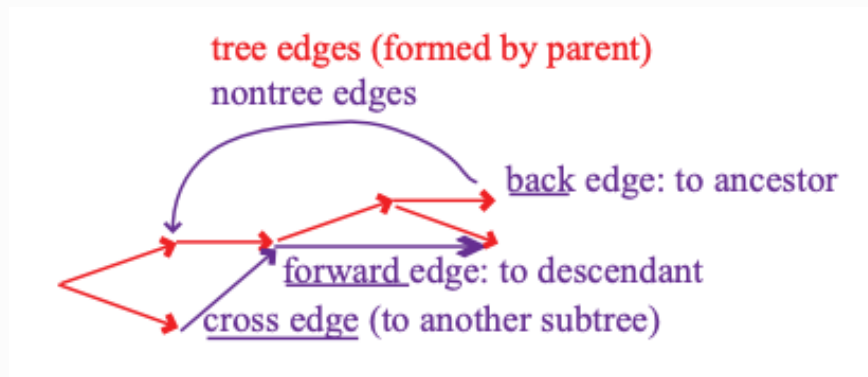 tree edges (formed by parent)
nontree edges
back edge: to ancestor
forward edge: to descendant
cross edge (to another subtree)